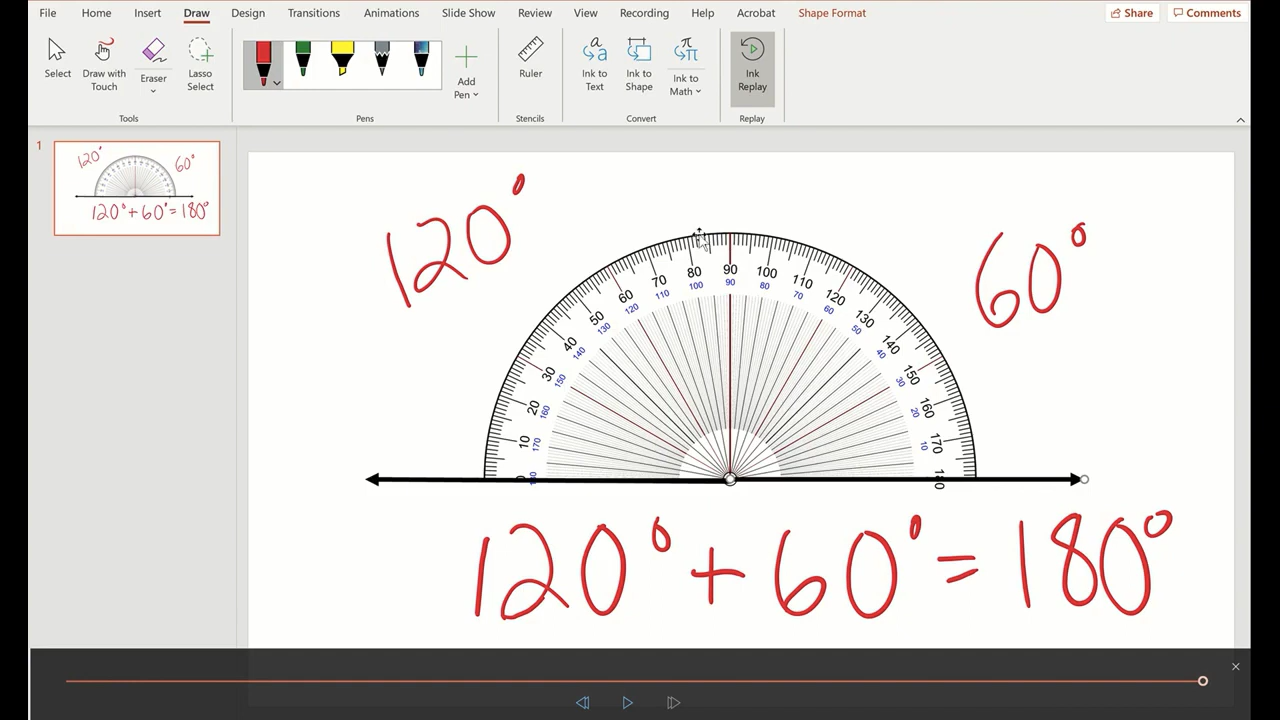 File Home Insert Draw Design Transitions Animations Slide Show Review View Recording Help Acrobat Shape Format Share Comments
Select Draw with Touch Eraser Lasso Select Add Pen Ruler Ink to Text Ink to Shape Ink to Math Ink Replay
Tools Pens Stencils Convert Replay
1
120° 60°
120° + 60° = 180°
120° 60°
0 10 20 30 40 50 60 70 80 90 100 110 120 130 140 150 160 170 180
180 170 160 150 140 130 120 110 100 90 80 70 60 50 40 30 20 10
120° + 60° = 180°